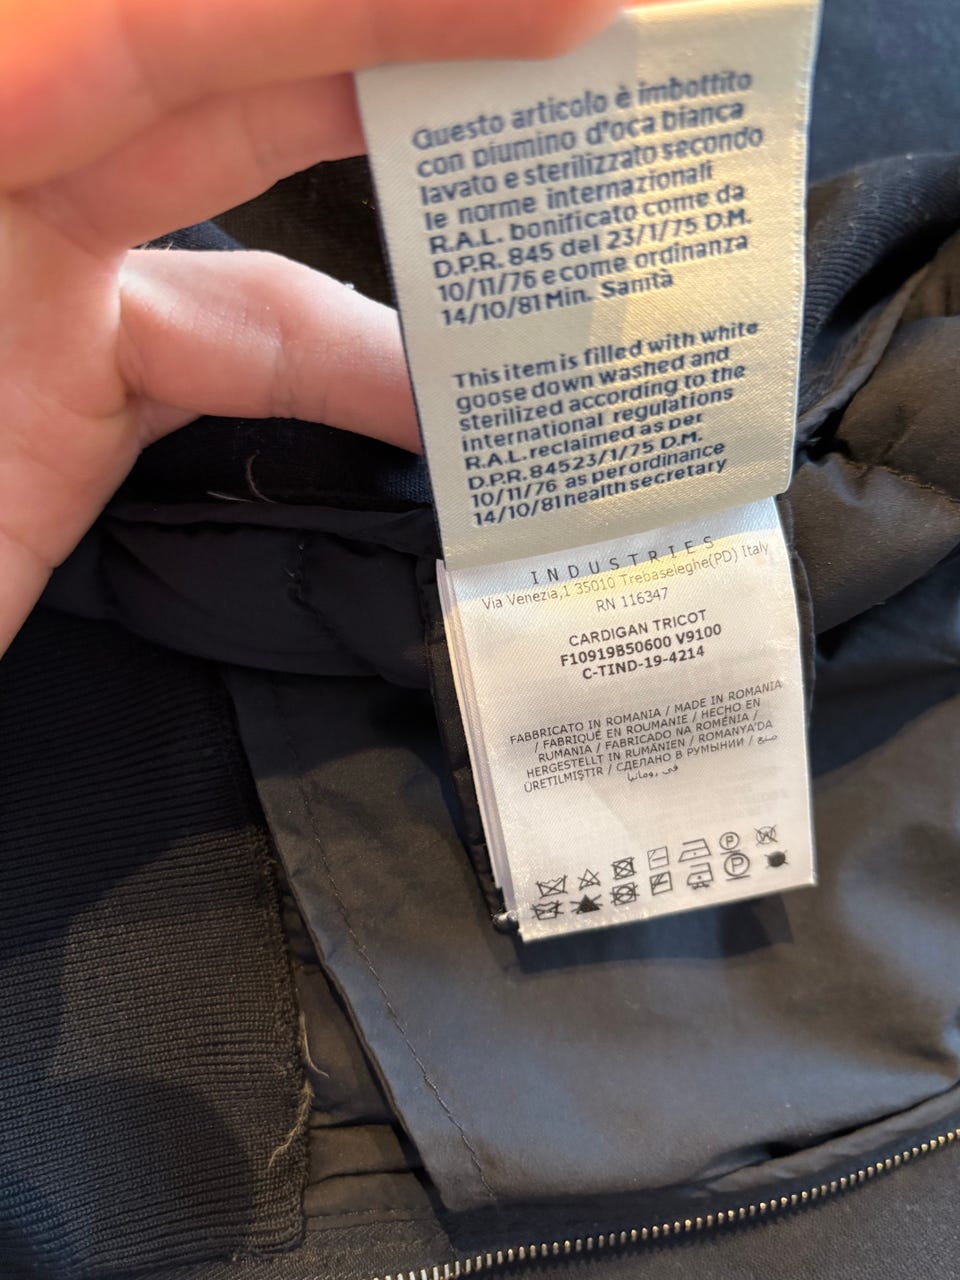 Questo articolo è imbottito
con piumino d'oca bianca
lavato e sterilizzato secondo
le norme internazionali
R.A.L. bonificato come da
D.P.R. 845 del 23/1/75 D.M.
10/11/76 e come ordinanza
14/10/81 Min. Sanità
This item is filled with white
goose down washed and
sterilized according to the
international regulations
R.A.L. reclaimed as per
D.P.R. 845 23/1/75 D.M.
10/11/76 as per ordinance
14/10/81 health secretary
INDUSTRIES
Via Venezia,1 35010 Trebaseleghe(PD) Italy
RN 116347
CARDIGAN TRICOT
F10919B50600 V9100
C-TIND-19-4214
FABBRICATO IN ROMANIA / MADE IN ROMANIA
/ FABRIQUÉ EN ROUMANIE / HECHO EN
RUMANIA / FABRICADO NA ROMÉNIA /
HERGESTELLT IN RUMÄNIEN / ROMANYA'DA
ÜRETILMIŞTIR / СДЕЛАНО В РУМЫНИИ / صنع
في رومانيا